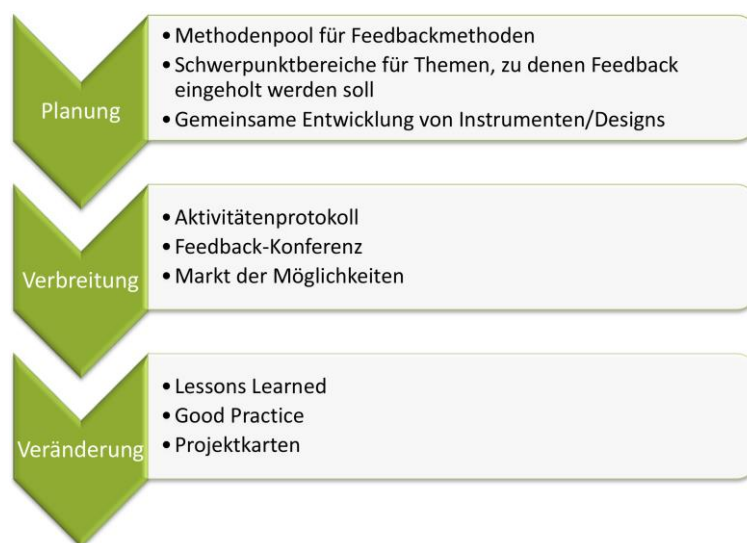 Planung
• Methodenpool für Feedbackmethoden
• Schwerpunktbereiche für Themen, zu denen Feedback
eingeholt werden soll
• Gemeinsame Entwicklung von Instrumenten/Designs
Verbreitung
• Aktivitätenprotokoll
• Feedback-Konferenz
• Markt der Möglichkeiten
Veränderung
• Lessons Learned
• Good Practice
• Projektkarten